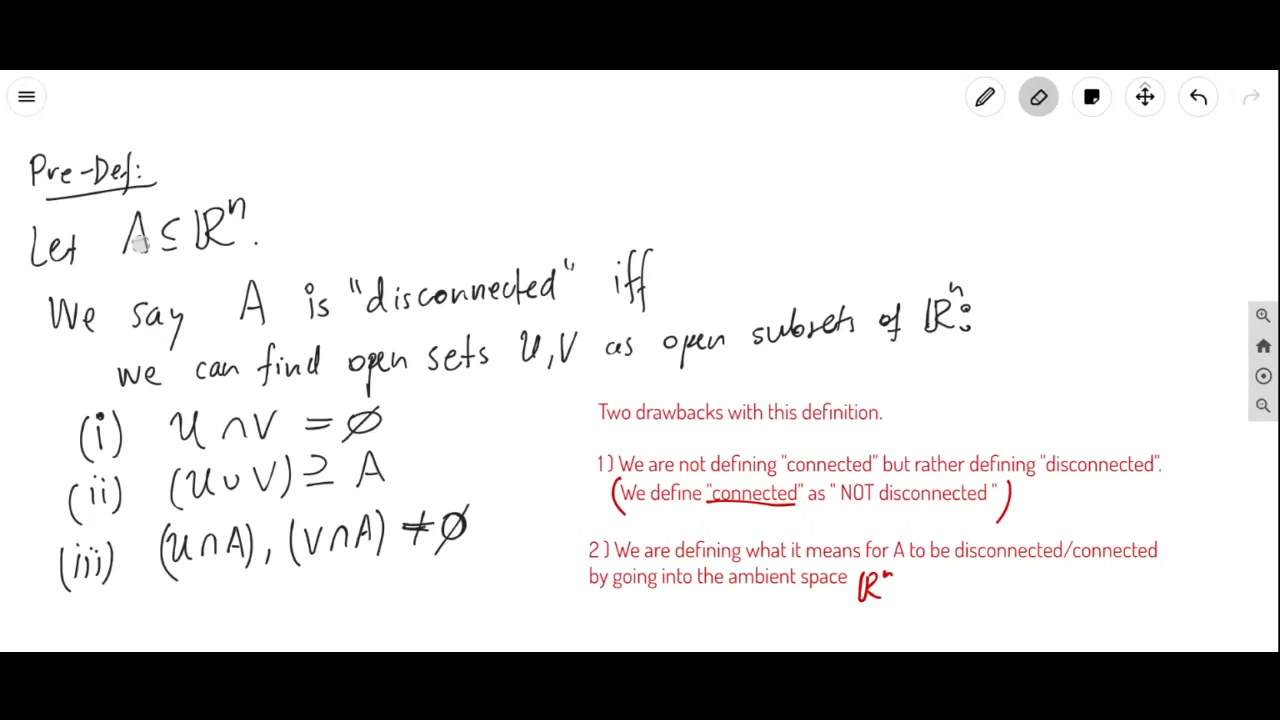 Pre-Def:
Let A ⊆ ℝⁿ.
We say A is "disconnected" iff
we can find open sets U, V as open subsets of ℝⁿ:
(i) U ∩ V = ∅
(ii) (U ∪ V) ⊇ A
(iii) (U ∩ A), (V ∩ A) ≠ ∅
Two drawbacks with this definition.
1 ) We are not defining "connected" but rather defining "disconnected".
(We define "connected" as " NOT disconnected " )
2 ) We are defining what it means for A to be disconnected/connected
by going into the ambient space ℝⁿ